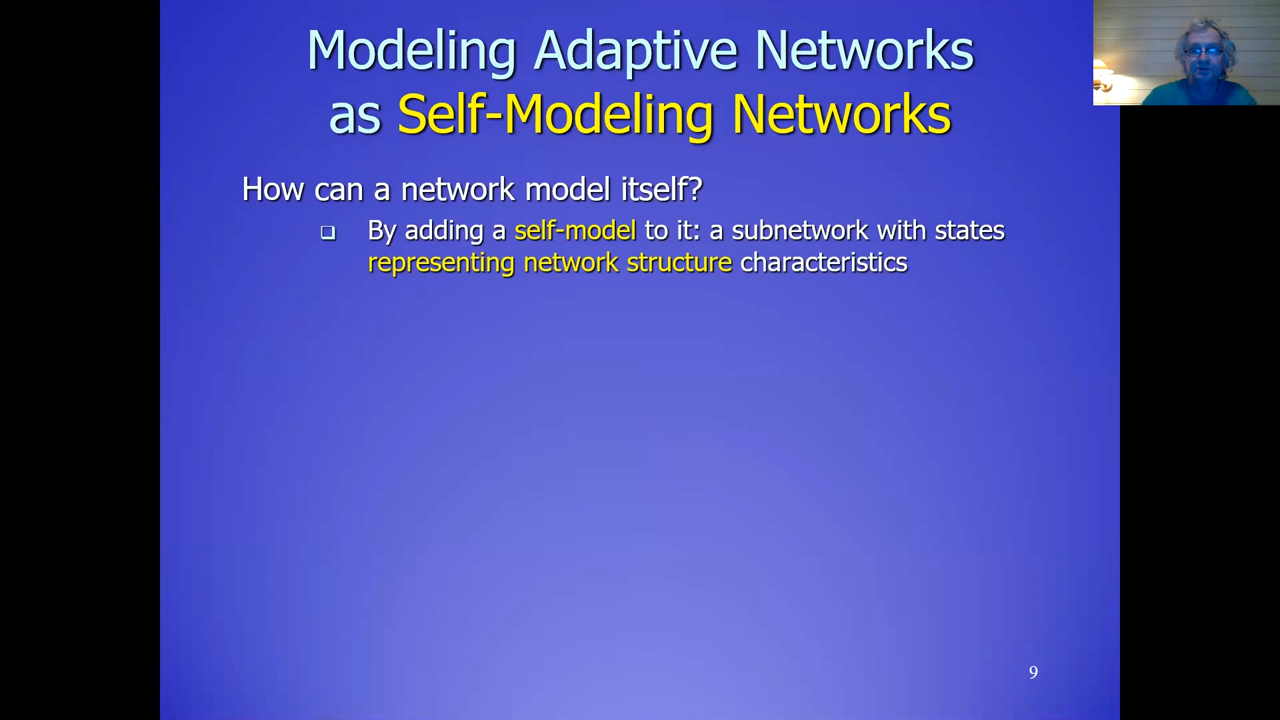 Modeling Adaptive Networks
as Self-Modeling Networks
How can a network model itself?
By adding a self-model to it: a subnetwork with states
representing network structure characteristics
9